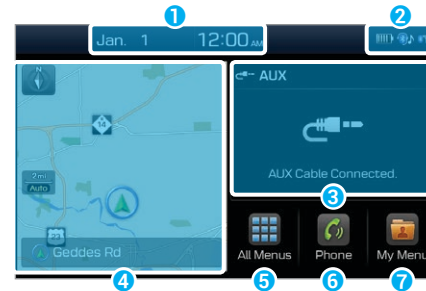 1
2
Jan. 1 12:00 AM
AUX
14
AUX Cable Connected.
2mi
Auto
3
23
Geddes Rd
All Menus
Phone
My Menu
4
5
6
7